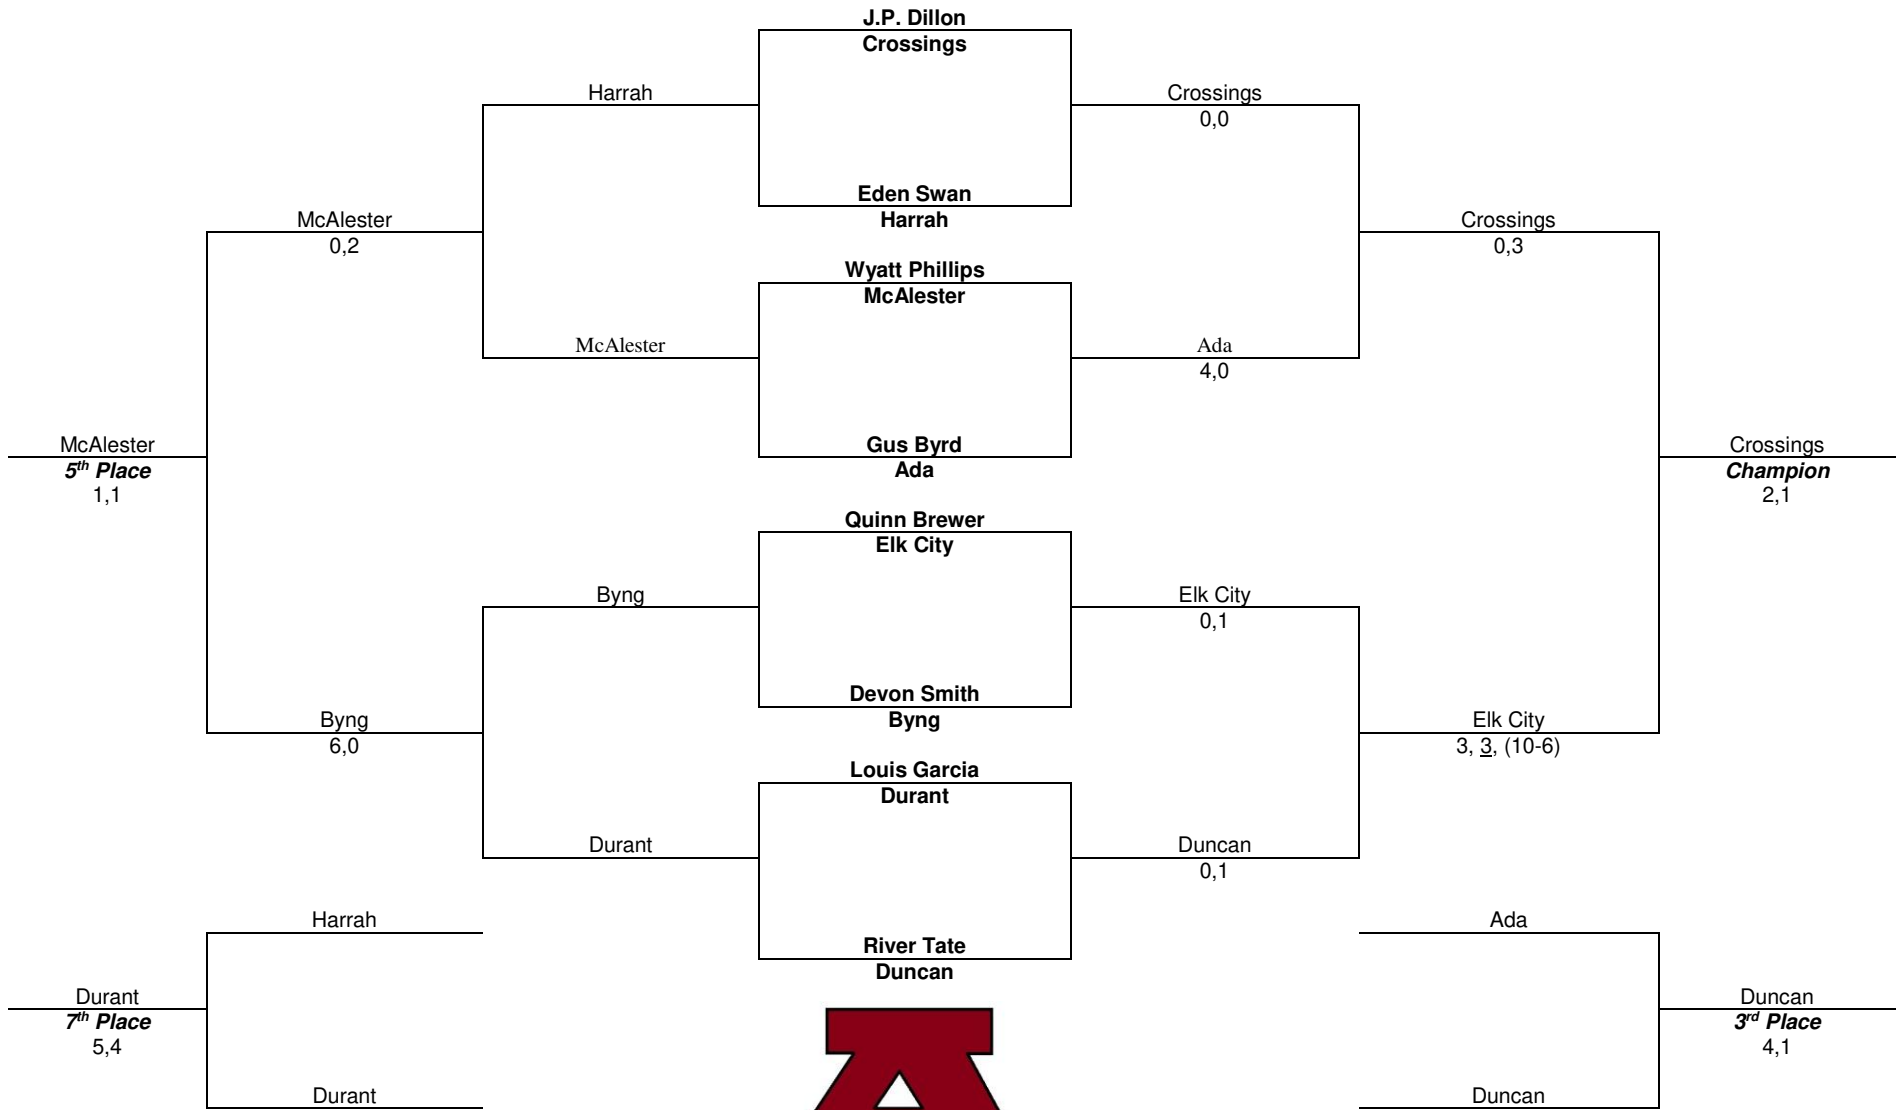 J.P. Dillon
Crossings
Harrah
Crossings
0,0
Eden Swan
Harrah
McAlester
0,2
Crossings
0,3
Wyatt Phillips
McAlester
McAlester
Ada
4,0
Gus Byrd
Ada
McAlester
5th Place
1,1
Crossings
Champion
2,1
Quinn Brewer
Elk City
Byng
Elk City
0,1
Devon Smith
Byng
Byng
6,0
Elk City
3, 3, (10-6)
Louis Garcia
Durant
Durant
Duncan
0,1
River Tate
Duncan
Harrah
Ada
Durant
7th Place
5,4
Duncan
3rd Place
4,1
Durant
Duncan
A